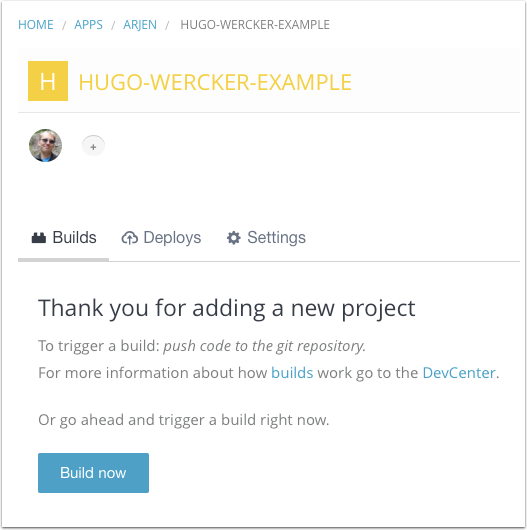 HOME / APPS / ARJEN / HUGO-WERCKER-EXAMPLE
H HUGO-WERCKER-EXAMPLE
+
Builds Deploys Settings
Thank you for adding a new project
To trigger a build: push code to the git repository.
For more information about how builds work go to the DevCenter.
Or go ahead and trigger a build right now.
Build now